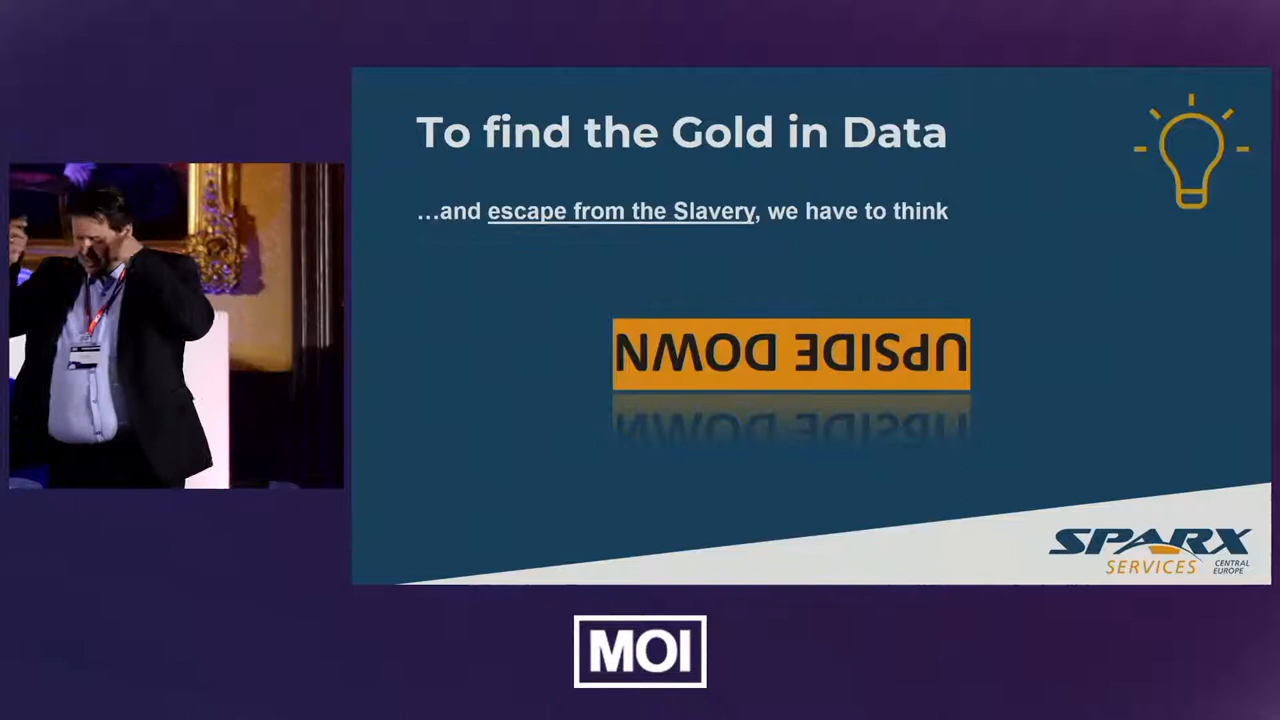 To find the Gold in Data
…and escape from the Slavery, we have to think
UPSIDE DOWN
SPARX
SERVICES CENTRAL EUROPE
MOI